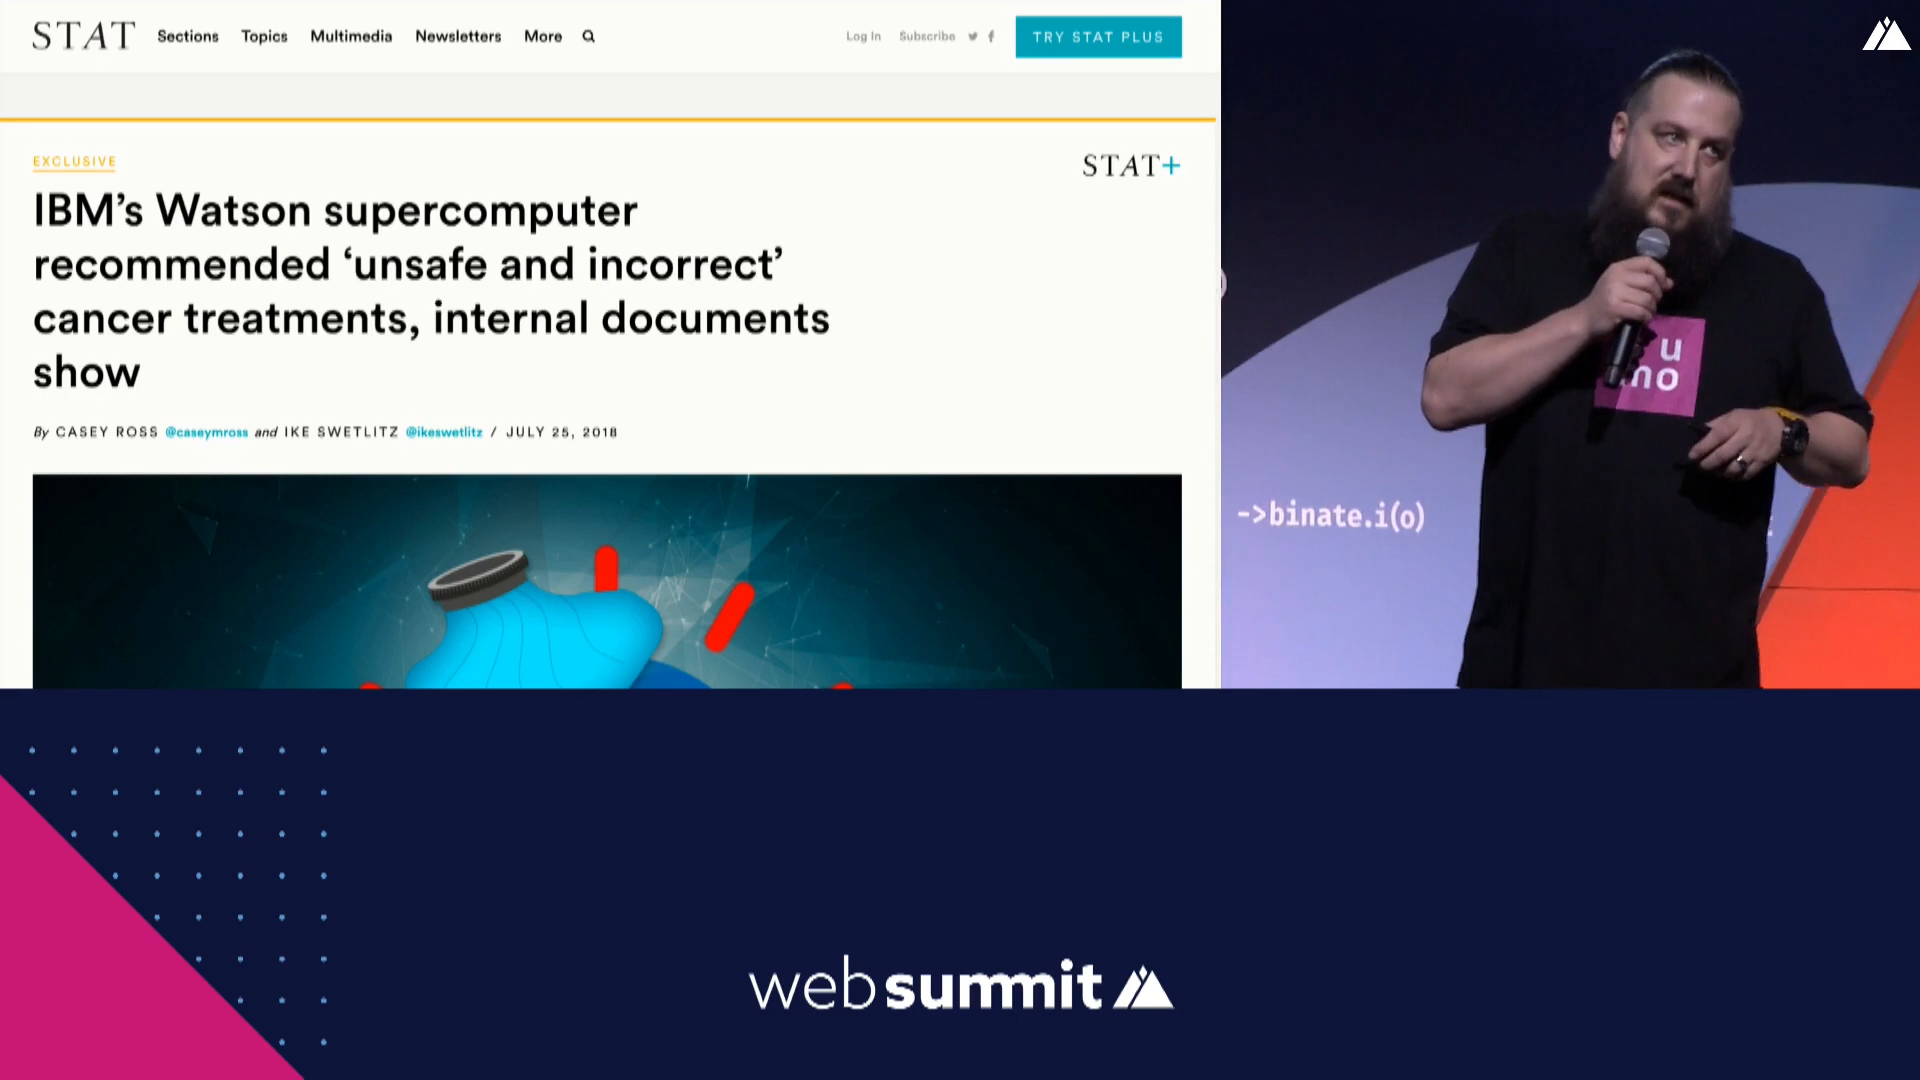 STAT Sections Topics Multimedia Newsletters More Log In Subscribe TRY STAT PLUS
EXCLUSIVE
STAT+
IBM’s Watson supercomputer
recommended ‘unsafe and incorrect’
cancer treatments, internal documents
show
By CASEY ROSS @caseymross and IKE SWETLITZ @ikeswetlitz / JULY 25, 2018
u
no
->binate.i(o)
web summit